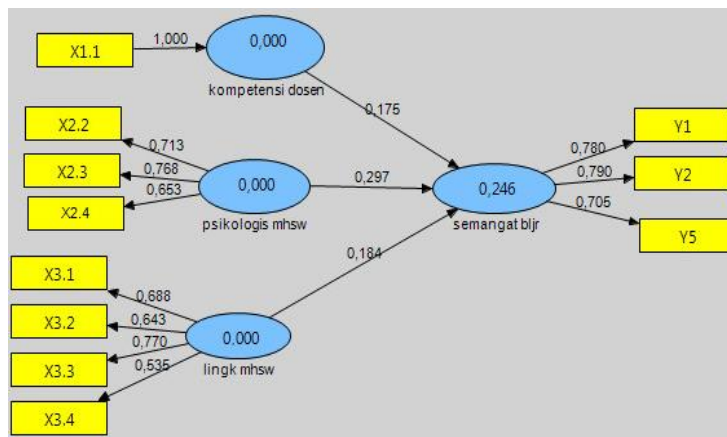 X1.1
1,000
0,000
kompetensi dosen
0,175
X2.2
X2.3
X2.4
0,713
0,768
0,653
0,000
psikologis mhsw
0,297
0,246
semangat bljr
0,780
0,790
0,705
Y1
Y2
Y5
0,184
X3.1
X3.2
X3.3
X3.4
0,688
0,643
0,770
0,535
0,000
lingk mhsw